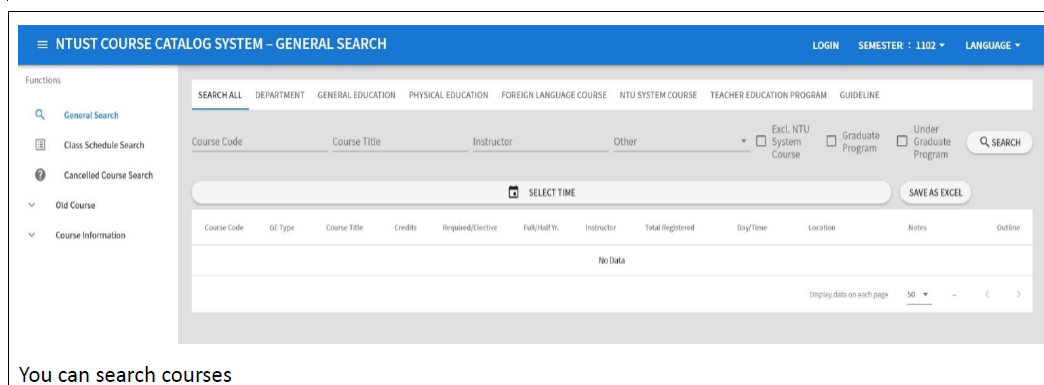 NTUST COURSE CATALOG SYSTEM – GENERAL SEARCH
LOGIN SEMESTER : 1102 LANGUAGE
Functions
General Search
Class Schedule Search
Cancelled Course Search
Old Course
Course Information
SEARCH ALL DEPARTMENT GENERAL EDUCATION PHYSICAL EDUCATION FOREIGN LANGUAGE COURSE NTU SYSTEM COURSE TEACHER EDUCATION PROGRAM GUIDELINE
Course Code Course Title Instructor Other
Excl. NTU
System
Course
Graduate
Program
Under
Graduate
Program
SEARCH
SELECT TIME
SAVE AS EXCEL
Course Code GE Type Course Title Credits Required/Elective Full/Half Yr. Instructor Total Registered Day/Time Location Notes Outline
No Data
Display data on each page 50 -
You can search courses